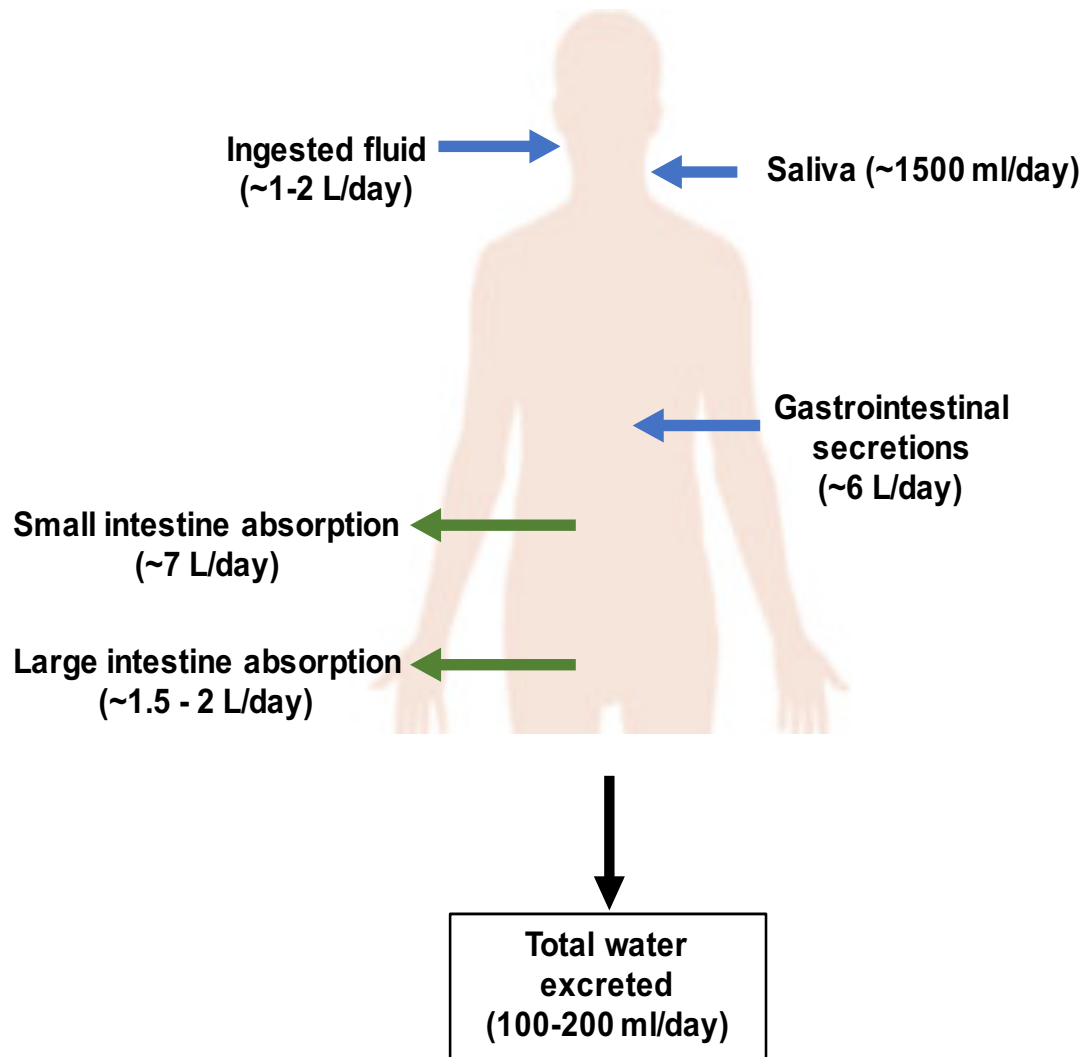 Ingested fluid
(~1-2 L/day)
Saliva (~1500 ml/day)
Gastrointestinal
secretions
(~6 L/day)
Small intestine absorption
(~7 L/day)
Large intestine absorption
(~1.5 - 2 L/day)
Total water
excreted
(100-200 ml/day)